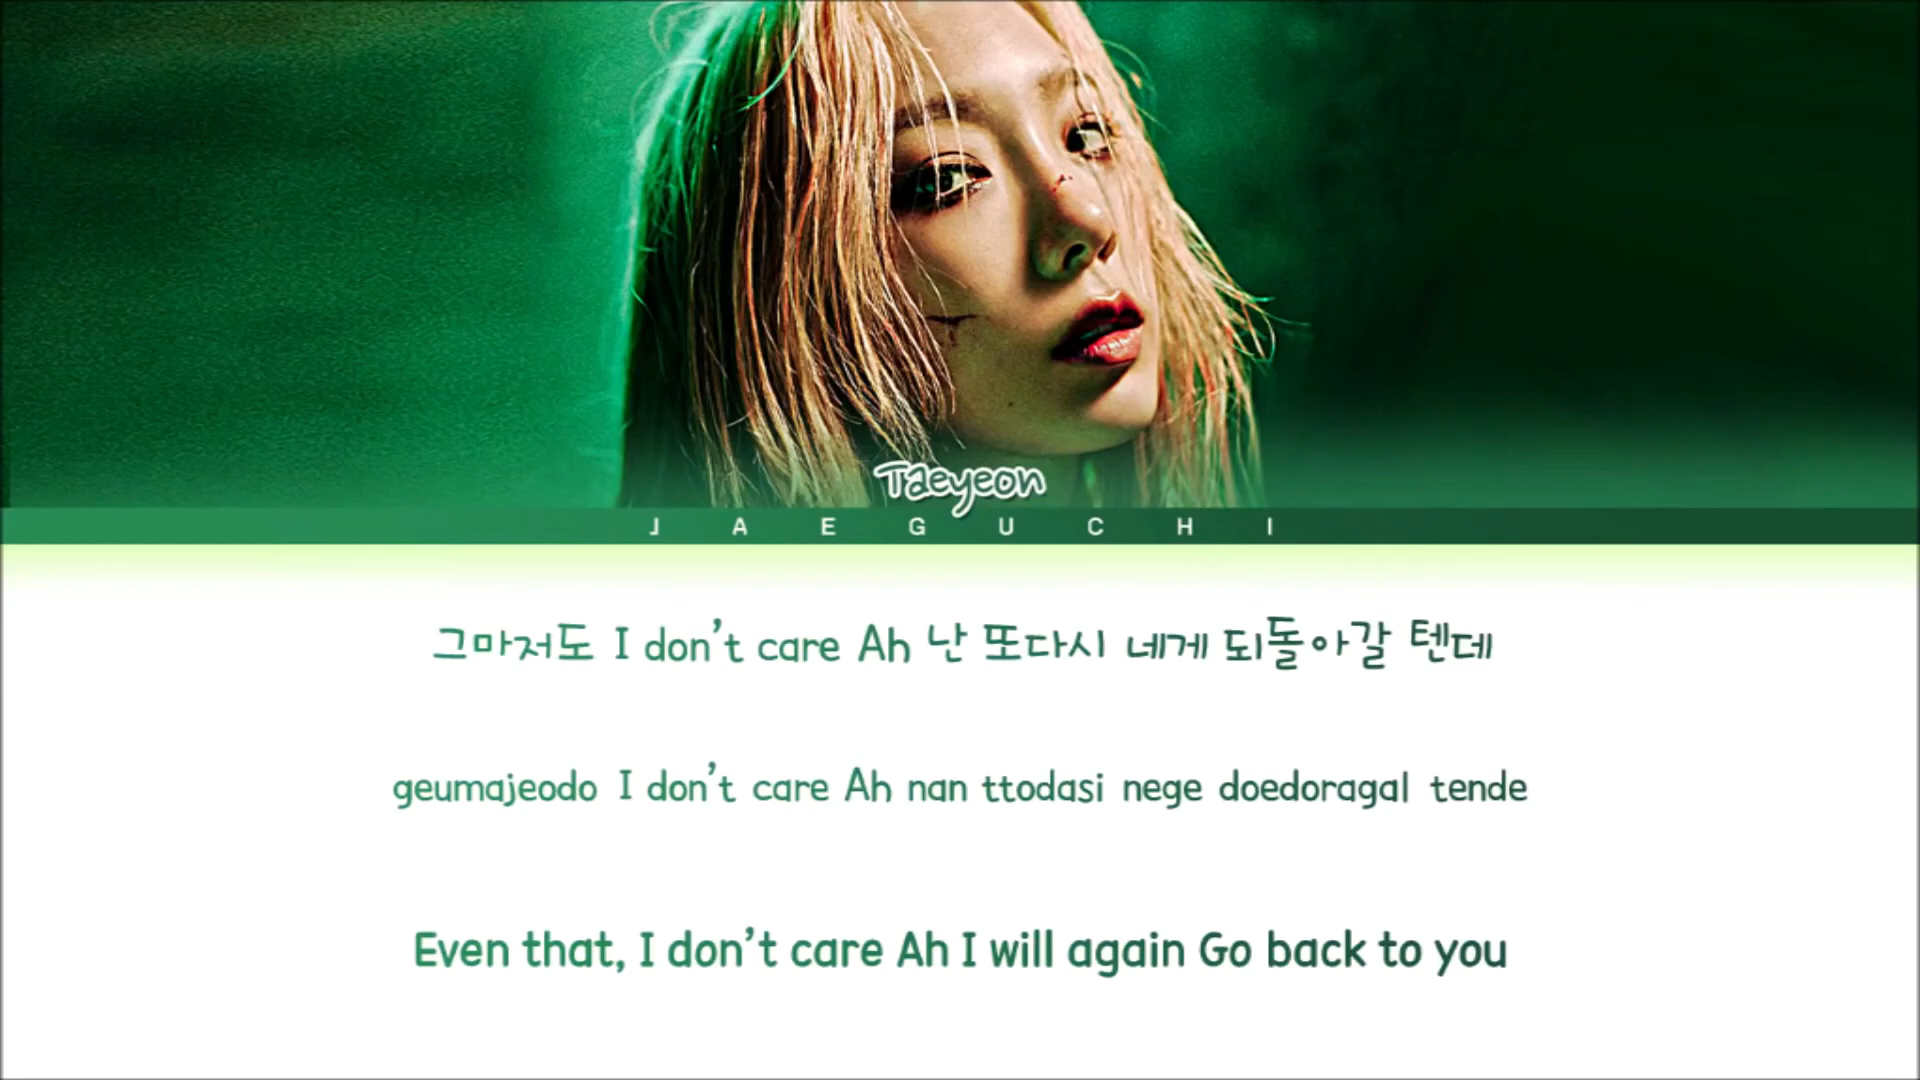 Taeyeon
JAEGUCHI
그마저도 I don't care Ah 난 또다시 네게 되돌아갈 텐데
geumajeodo I don't care Ah nan ttodasi nege doedoragal tende
Even that, I don't care Ah I will again Go back to you